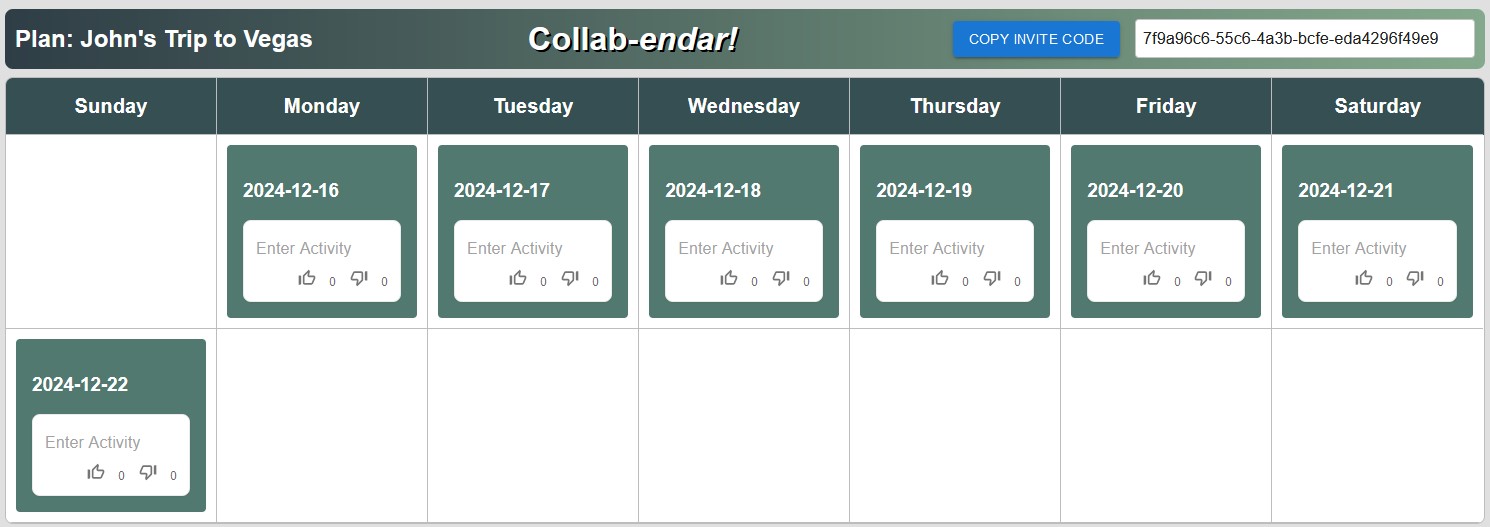 Plan: John's Trip to Vegas
Collab-endar!
COPY INVITE CODE
7f9a96c6-55c6-4a3b-bcfe-eda4296f49e9
Sunday Monday Tuesday Wednesday Thursday Friday Saturday
2024-12-16 2024-12-17 2024-12-18 2024-12-19 2024-12-20 2024-12-21
Enter Activity Enter Activity Enter Activity Enter Activity Enter Activity Enter Activity
0 0 0 0 0 0 0 0 0 0 0 0
2024-12-22
Enter Activity
0 0